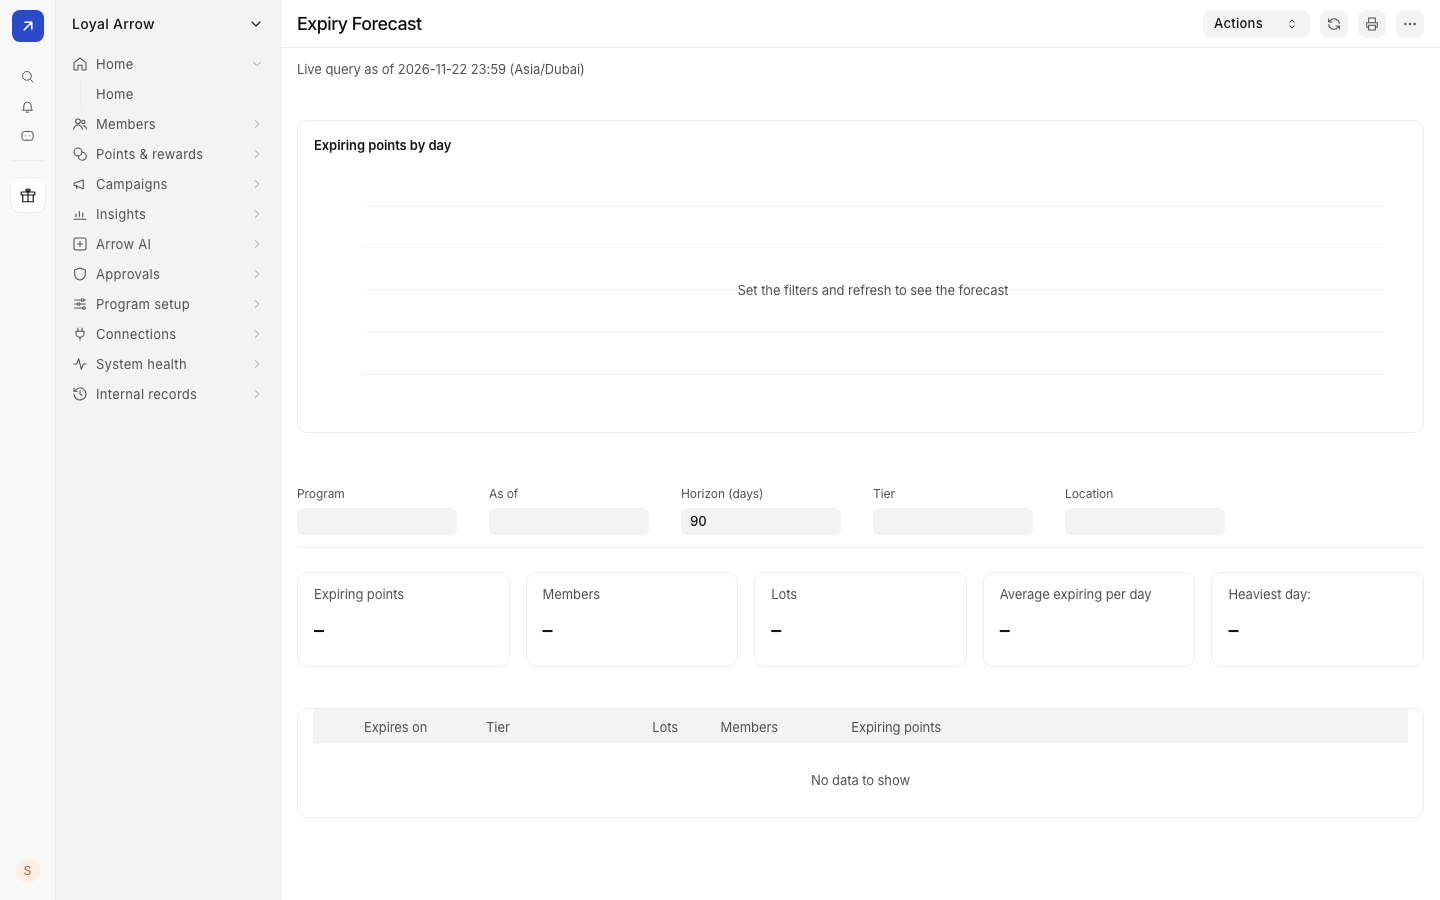 Loyal Arrow
Expiry Forecast
Actions
Home
Home
Members
Points & rewards
Campaigns
Insights
Arrow AI
Approvals
Program setup
Connections
System health
Internal records
S
Live query as of 2026-11-22 23:59 (Asia/Dubai)
Expiring points by day
Set the filters and refresh to see the forecast
Program As of Horizon (days) Tier Location
90
Expiring points Members Lots Average expiring per day Heaviest day:
– – – – –
Expires on Tier Lots Members Expiring points
No data to show